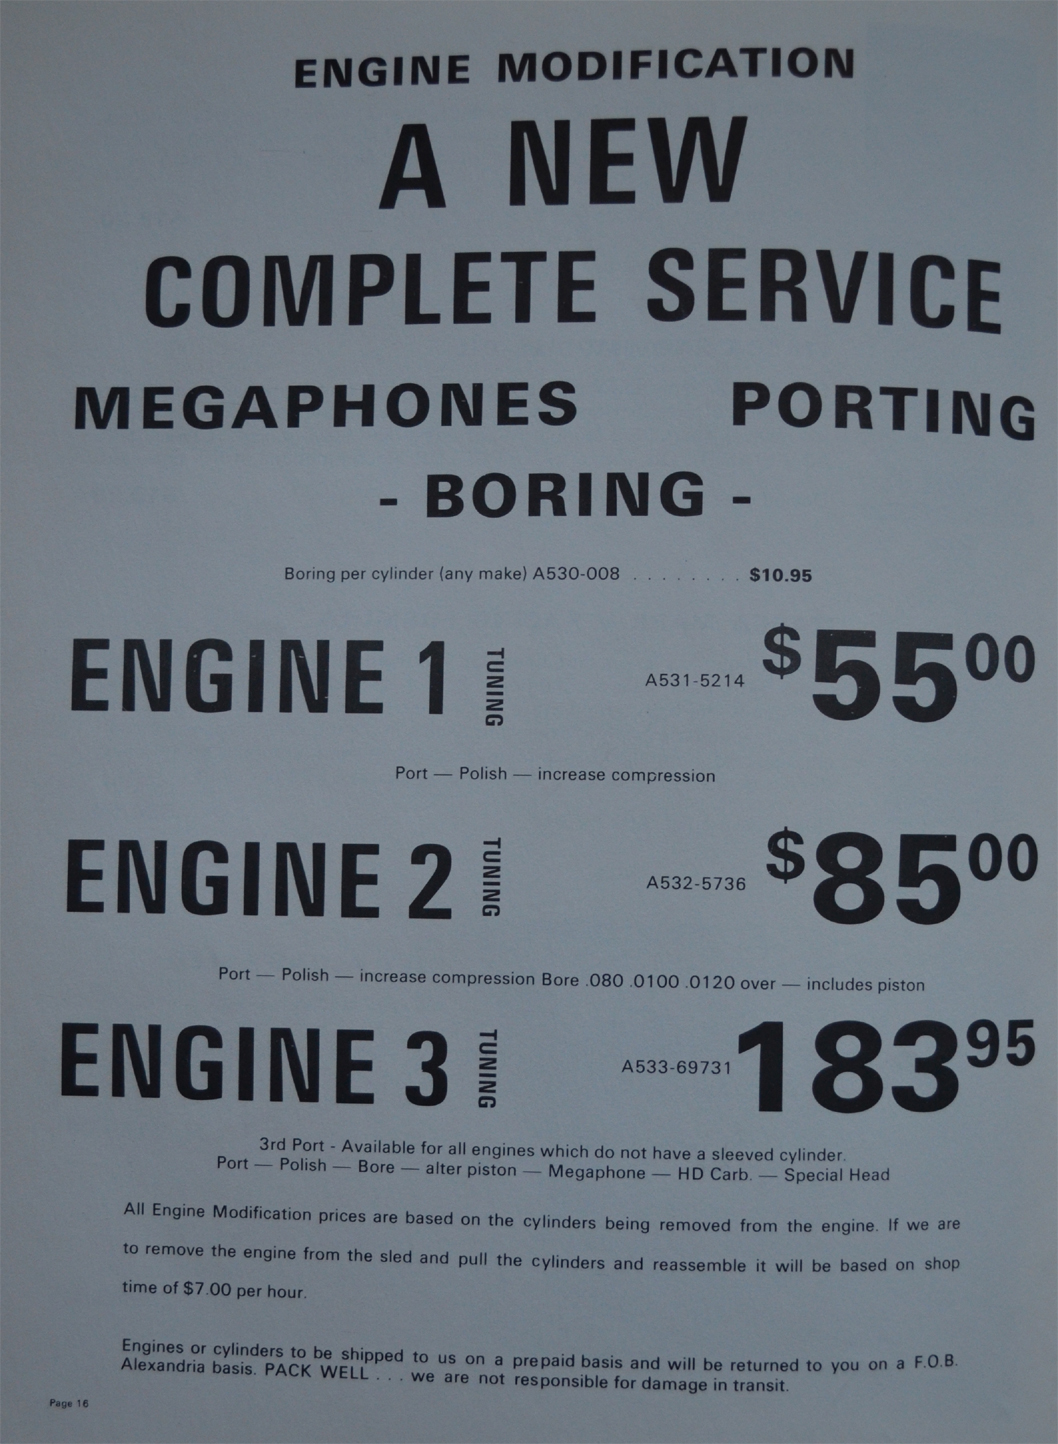 ENGINE MODIFICATION
A NEW
COMPLETE SERVICE
MEGAPHONES PORTING
- BORING -
Boring per cylinder (any make) A530-008 . . . . . . . . $10.95
ENGINE 1 TUNING A531-5214 $55 00
Port — Polish — increase compression
ENGINE 2 TUNING A532-5736 $85 00
Port — Polish — increase compression Bore .080 .0100 .0120 over — includes piston
ENGINE 3 TUNING A533-69731 183 95
3rd Port - Available for all engines which do not have a sleeved cylinder.
Port — Polish — Bore — alter piston — Megaphone — HD Carb. — Special Head
All Engine Modification prices are based on the cylinders being removed from the engine. If we are
to remove the engine from the sled and pull the cylinders and reassemble it will be based on shop
time of $7.00 per hour.
Engines or cylinders to be shipped to us on a prepaid basis and will be returned to you on a F.O.B.
Alexandria basis. PACK WELL . . . we are not responsible for damage in transit.
Page 16